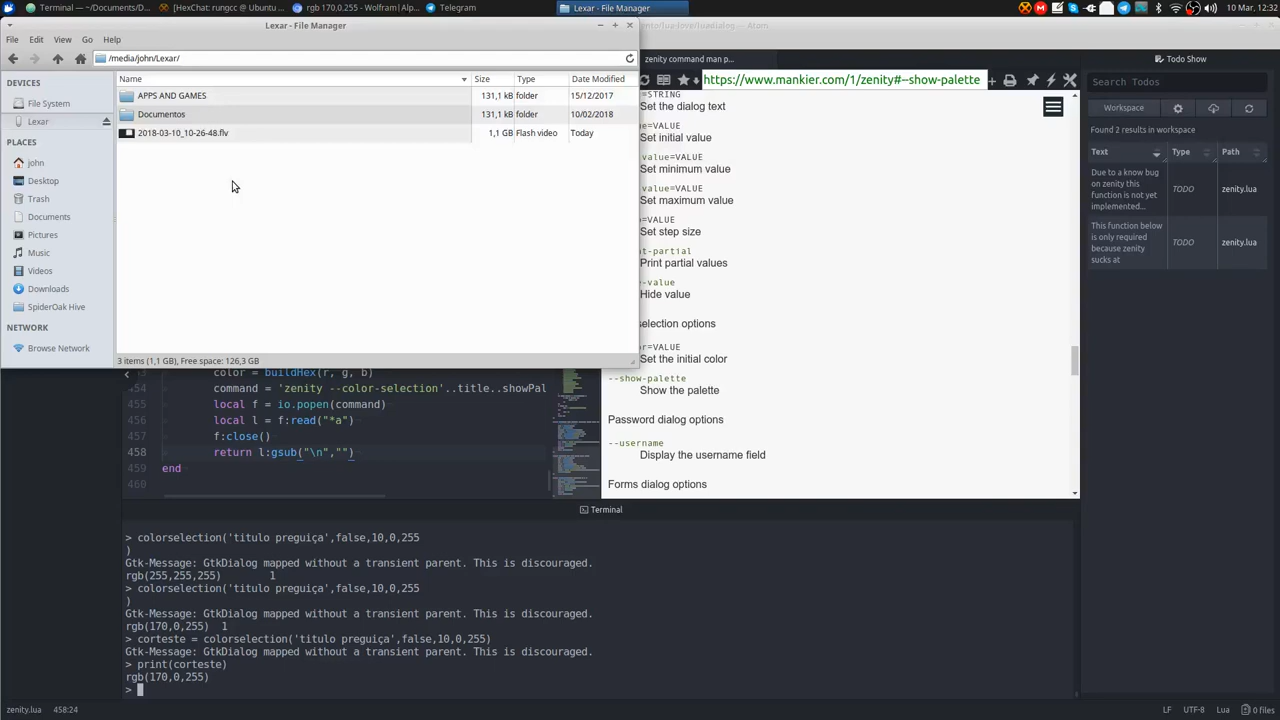 Terminal — ~/Documents/D...
[HexChat: rungcc @ Ubuntu ...
rgb 170,0.255 - Wolfram| Alp...
Telegram
Lexar - File Manager
10 Mar, 12:32
Lexar - File Manager
File Edit View Go Help
/media/john/Lexar/
DEVICES
File System
Lexar
PLACES
john
Desktop
Trash
Documents
Pictures
Music
Videos
Downloads
SpiderOak Hive
NETWORK
Browse Network
Name Size Type Date Modified
APPS AND GAMES 131,1 kB folder 15/12/2017
Documentos 131,1 kB folder 10/02/2018
2018-03-10_10-26-48.flv 1,1 GB Flash video Today
3 items (1,1 GB), Free space: 126,3 GB
zenity command man p...
https://www.mankier.com/1/zenity#--show-palette
=STRING
Set the dialog text
=VALUE
Set initial value
value=VALUE
Set minimum value
value=VALUE
Set maximum value
=VALUE
Set step size
t-partial
Print partial values
-value
Hide value
selection options
=VALUE
Set the initial color
--show-palette
Show the palette
Password dialog options
--username
Display the username field
Forms dialog options
Todo Show
Search Todos
Workspace
Found 2 results in workspace
Text Type Path
Due to a know bug on zenity this function is not yet implemented... TODO zenity.lua
This function below is only required because zenity sucks at TODO zenity.lua
color = buildHex(r, g, b)
454 command = 'zenity --color-selection'..title..showPal
455 local f = io.popen(command)
456 local l = f:read("*a")
457 f:close()
458 return l:gsub("\n","")
459 end
460
Terminal
> colorselection('titulo preguiça',false,10,0,255
)
Gtk-Message: GtkDialog mapped without a transient parent. This is discouraged.
rgb(255,255,255) 1
> colorselection('titulo preguiça',false,10,0,255
)
Gtk-Message: GtkDialog mapped without a transient parent. This is discouraged.
rgb(170,0,255) 1
> corteste = colorselection('titulo preguiça',false,10,0,255)
Gtk-Message: GtkDialog mapped without a transient parent. This is discouraged.
> print(corteste)
rgb(170,0,255)
>
zenity.lua 458:24
LF UTF-8 Lua 0 files